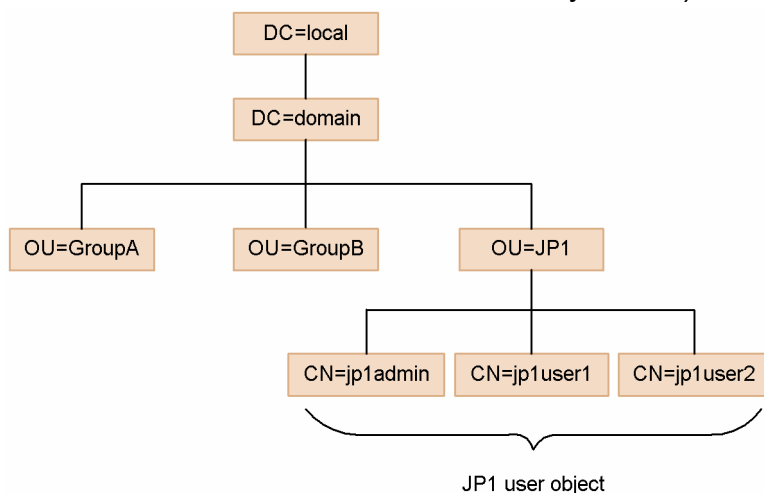 DC=local
DC=domain
OU=GroupA
OU=GroupB
OU=JP1
CN=jp1admin
CN=jp1user1
CN=jp1user2
JP1 user object